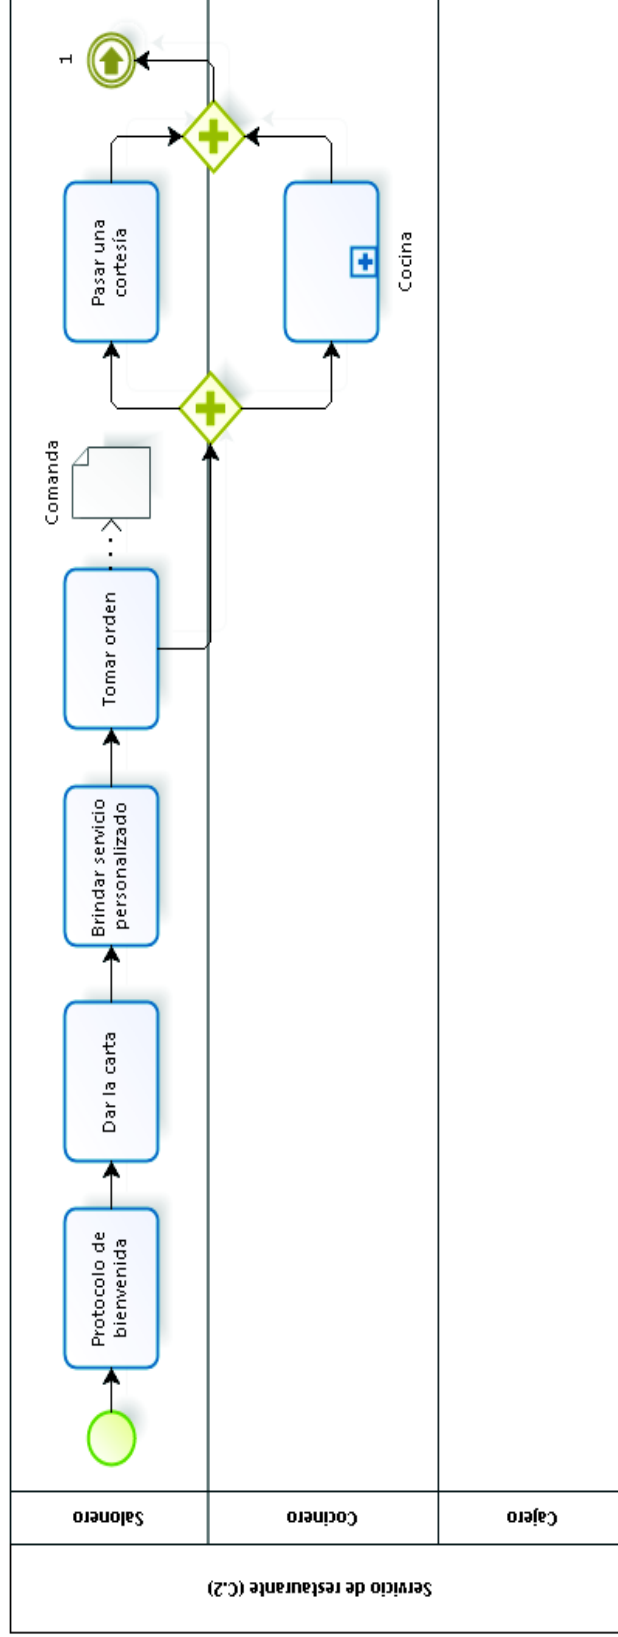 Servicio de restaurante (C.2)
Salonero
Cocinero
Cajero
Protocolo de
bienvenida
Dar la carta
Brindar servicio
personalizado
Tomar orden
Comanda
Pasar una
cortesía
Cocina
1